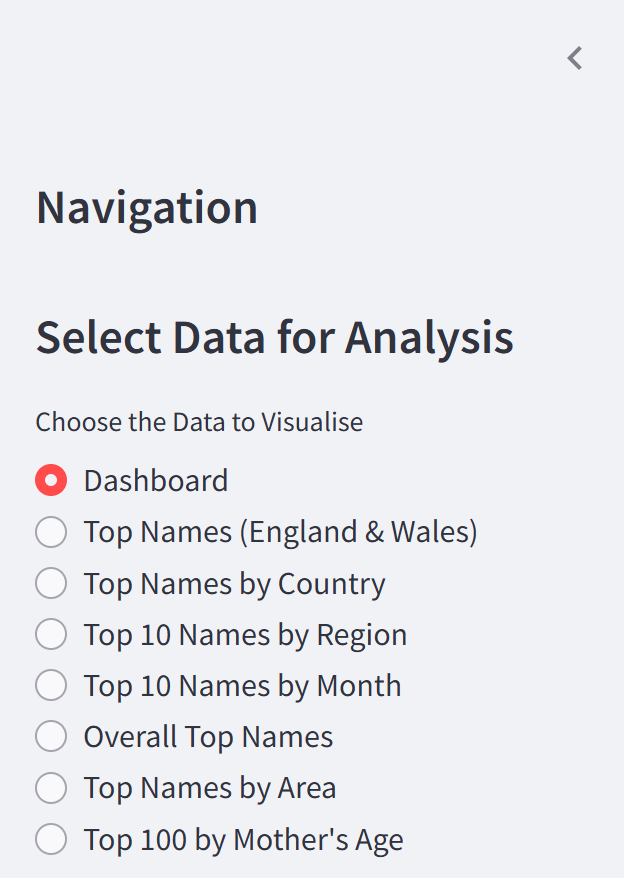 Navigation
Select Data for Analysis
Choose the Data to Visualise
Dashboard
Top Names (England & Wales)
Top Names by Country
Top 10 Names by Region
Top 10 Names by Month
Overall Top Names
Top Names by Area
Top 100 by Mother's Age